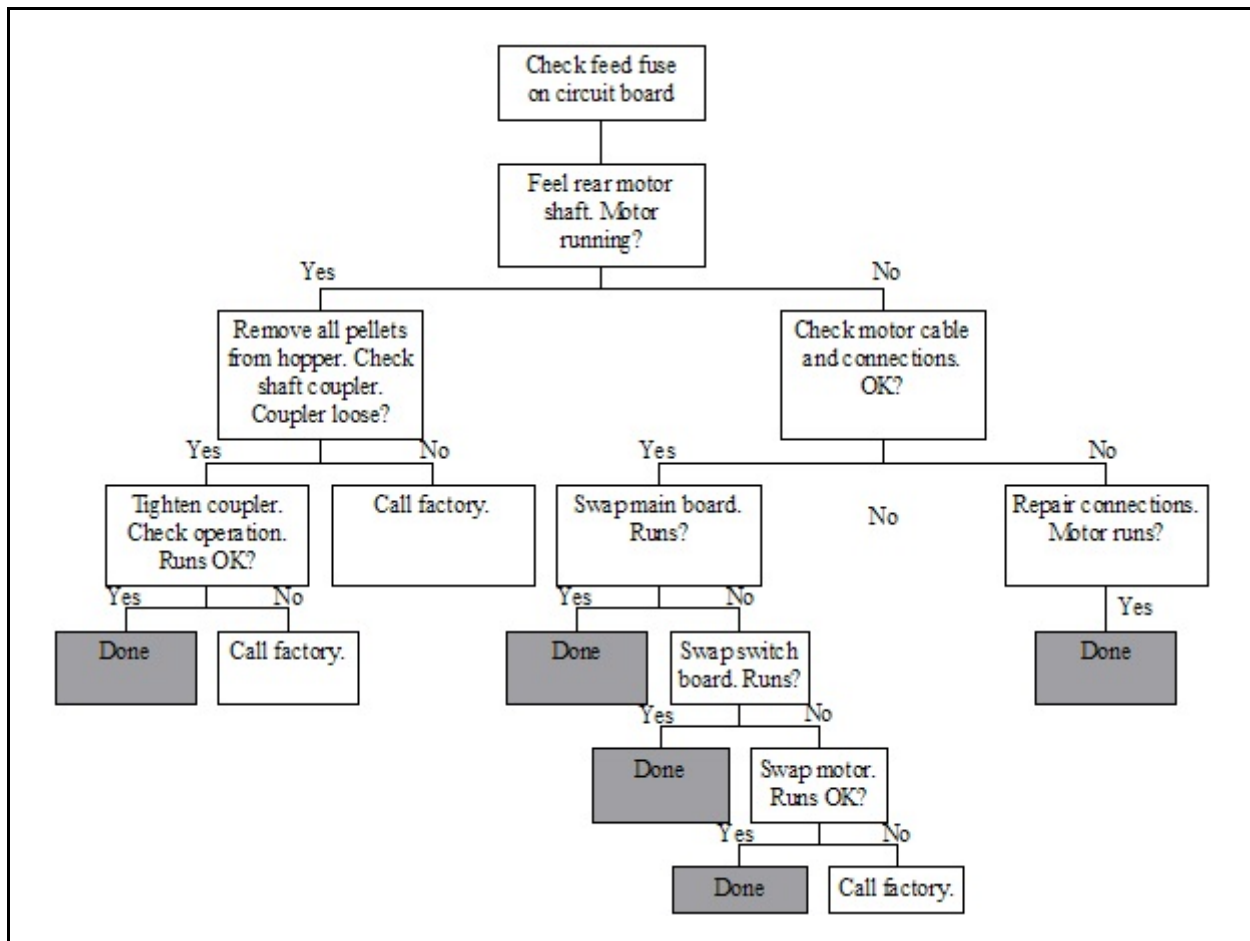 Check feed fuse
on circuit board
Feel rear motor
shaft. Motor
running?
Yes
No
Remove all pellets
from hopper. Check
shaft coupler.
Coupler loose?
Check motor cable
and connections.
OK?
Yes
No
Yes
No
Tighten coupler.
Check operation.
Runs OK?
Call factory.
Swap main board.
Runs?
No
Repair connections.
Motor runs?
Yes
No
Yes
No
Yes
Done
Call factory.
Done
Swap switch
board. Runs?
Done
Yes
No
Done
Swap motor.
Runs OK?
Yes
No
Done
Call factory.